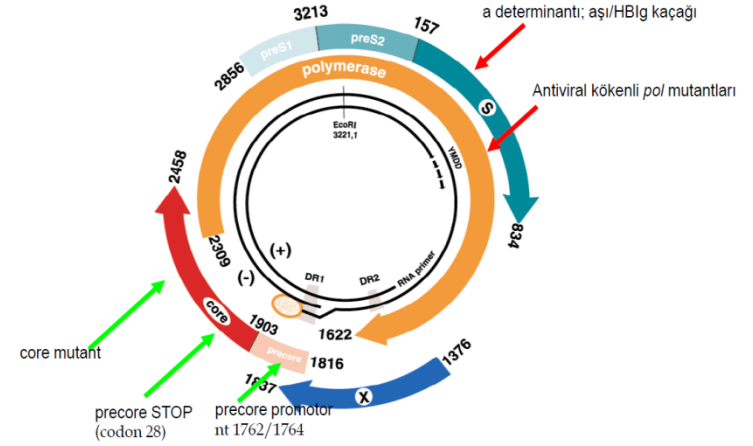 3213
a determinantı; aşı/HBIg kaçağı
preS1
preS2
157
2856
polymerase
Antiviral kökenli pol mutantları
S
EcoRI
3221,1
YMDD
2458
834
2309
(+)
(-)
DR1
DR2
RNA primer
core
1903
1622
core mutant
precore
1816
1376
1837
X
precore STOP
(codon 28)
precore promotor
nt 1762/1764